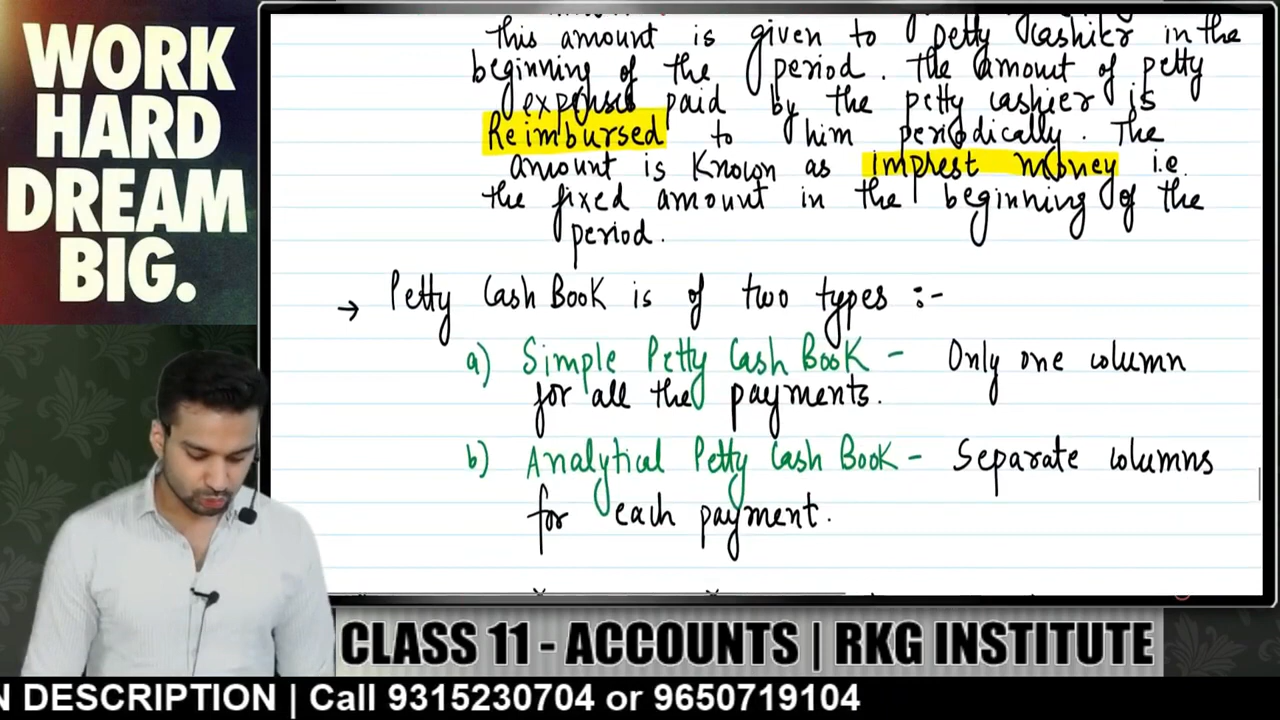 WORK
HARD
DREAM
BIG.
this amount is given to petty cashier in the
beginning of the period. The amount of petty
expenses paid by the petty cashier is
Reimbursed to him periodically. The
amount is known as imprest money i.e.
the fixed amount in the beginning of the
period.
→ Petty Cash Book is of two types :-
a) Simple Petty Cash Book - Only one column
for all the payments.
b) Analytical Petty Cash Book - Separate columns
for each payment.
CLASS 11 - ACCOUNTS | RKG INSTITUTE
N DESCRIPTION | Call 9315230704 or 9650719104